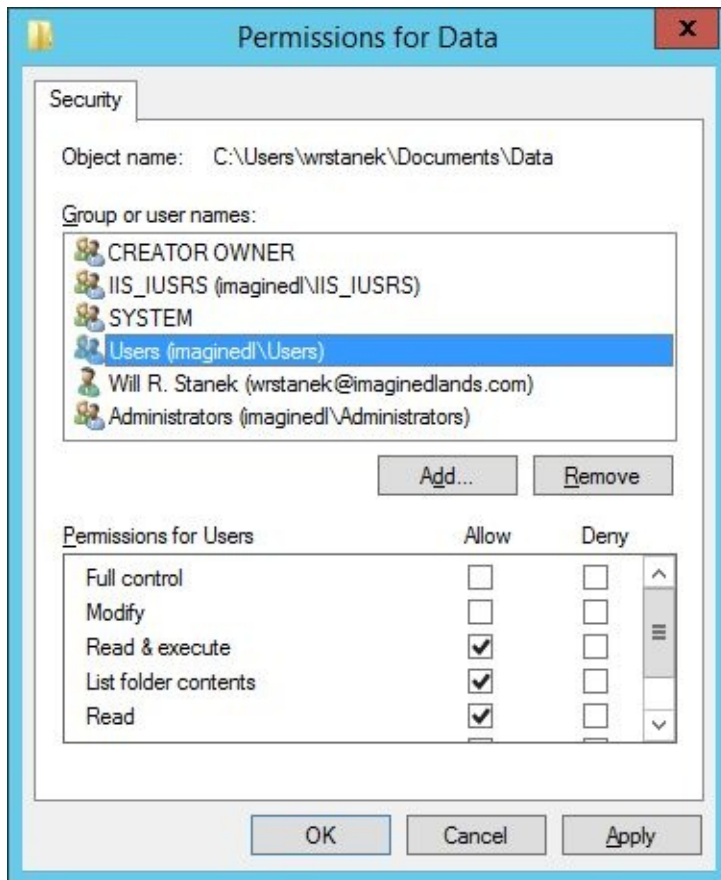 Permissions for Data
x
Security
Object name: C:\Users\wrstanek\Documents\Data
Group or user names:
CREATOR OWNER
IIS_IUSRS (imaginedl\IIS_IUSRS)
SYSTEM
Users (imaginedl\Users)
Will R. Stanek (wrstanek@imaginedlands.com)
Administrators (imaginedl\Administrators)
Add... Remove
Permissions for Users Allow Deny
Full control
Modify
Read & execute
List folder contents
Read
OK Cancel Apply